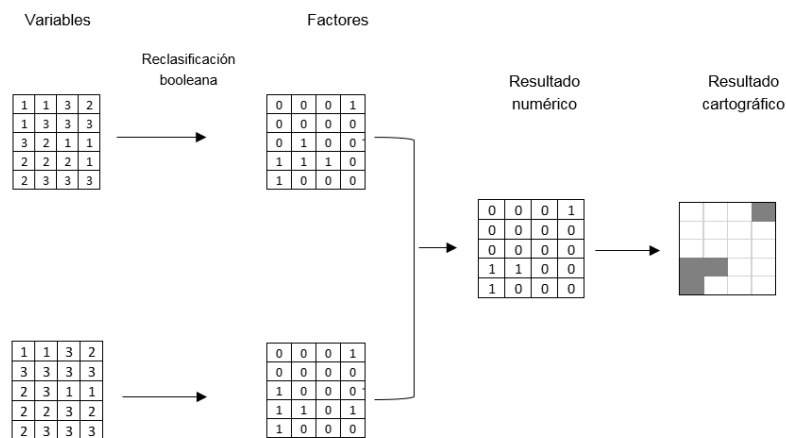 Variables
Factores
Reclasificación
booleana
Resultado
numérico
Resultado
cartográfico
1 1 3 2
1 3 3 3
3 2 1 1
2 2 2 1
2 3 3 3
0 0 0 1
0 0 0 0
0 1 0 0
1 1 1 0
1 0 0 0
0 0 0 1
0 0 0 0
0 0 0 0
1 1 0 0
1 0 0 0
1 1 3 2
3 3 3 3
2 3 1 1
2 2 3 2
2 3 3 3
0 0 0 1
0 0 0 0
1 0 0 0
1 1 0 1
1 0 0 0